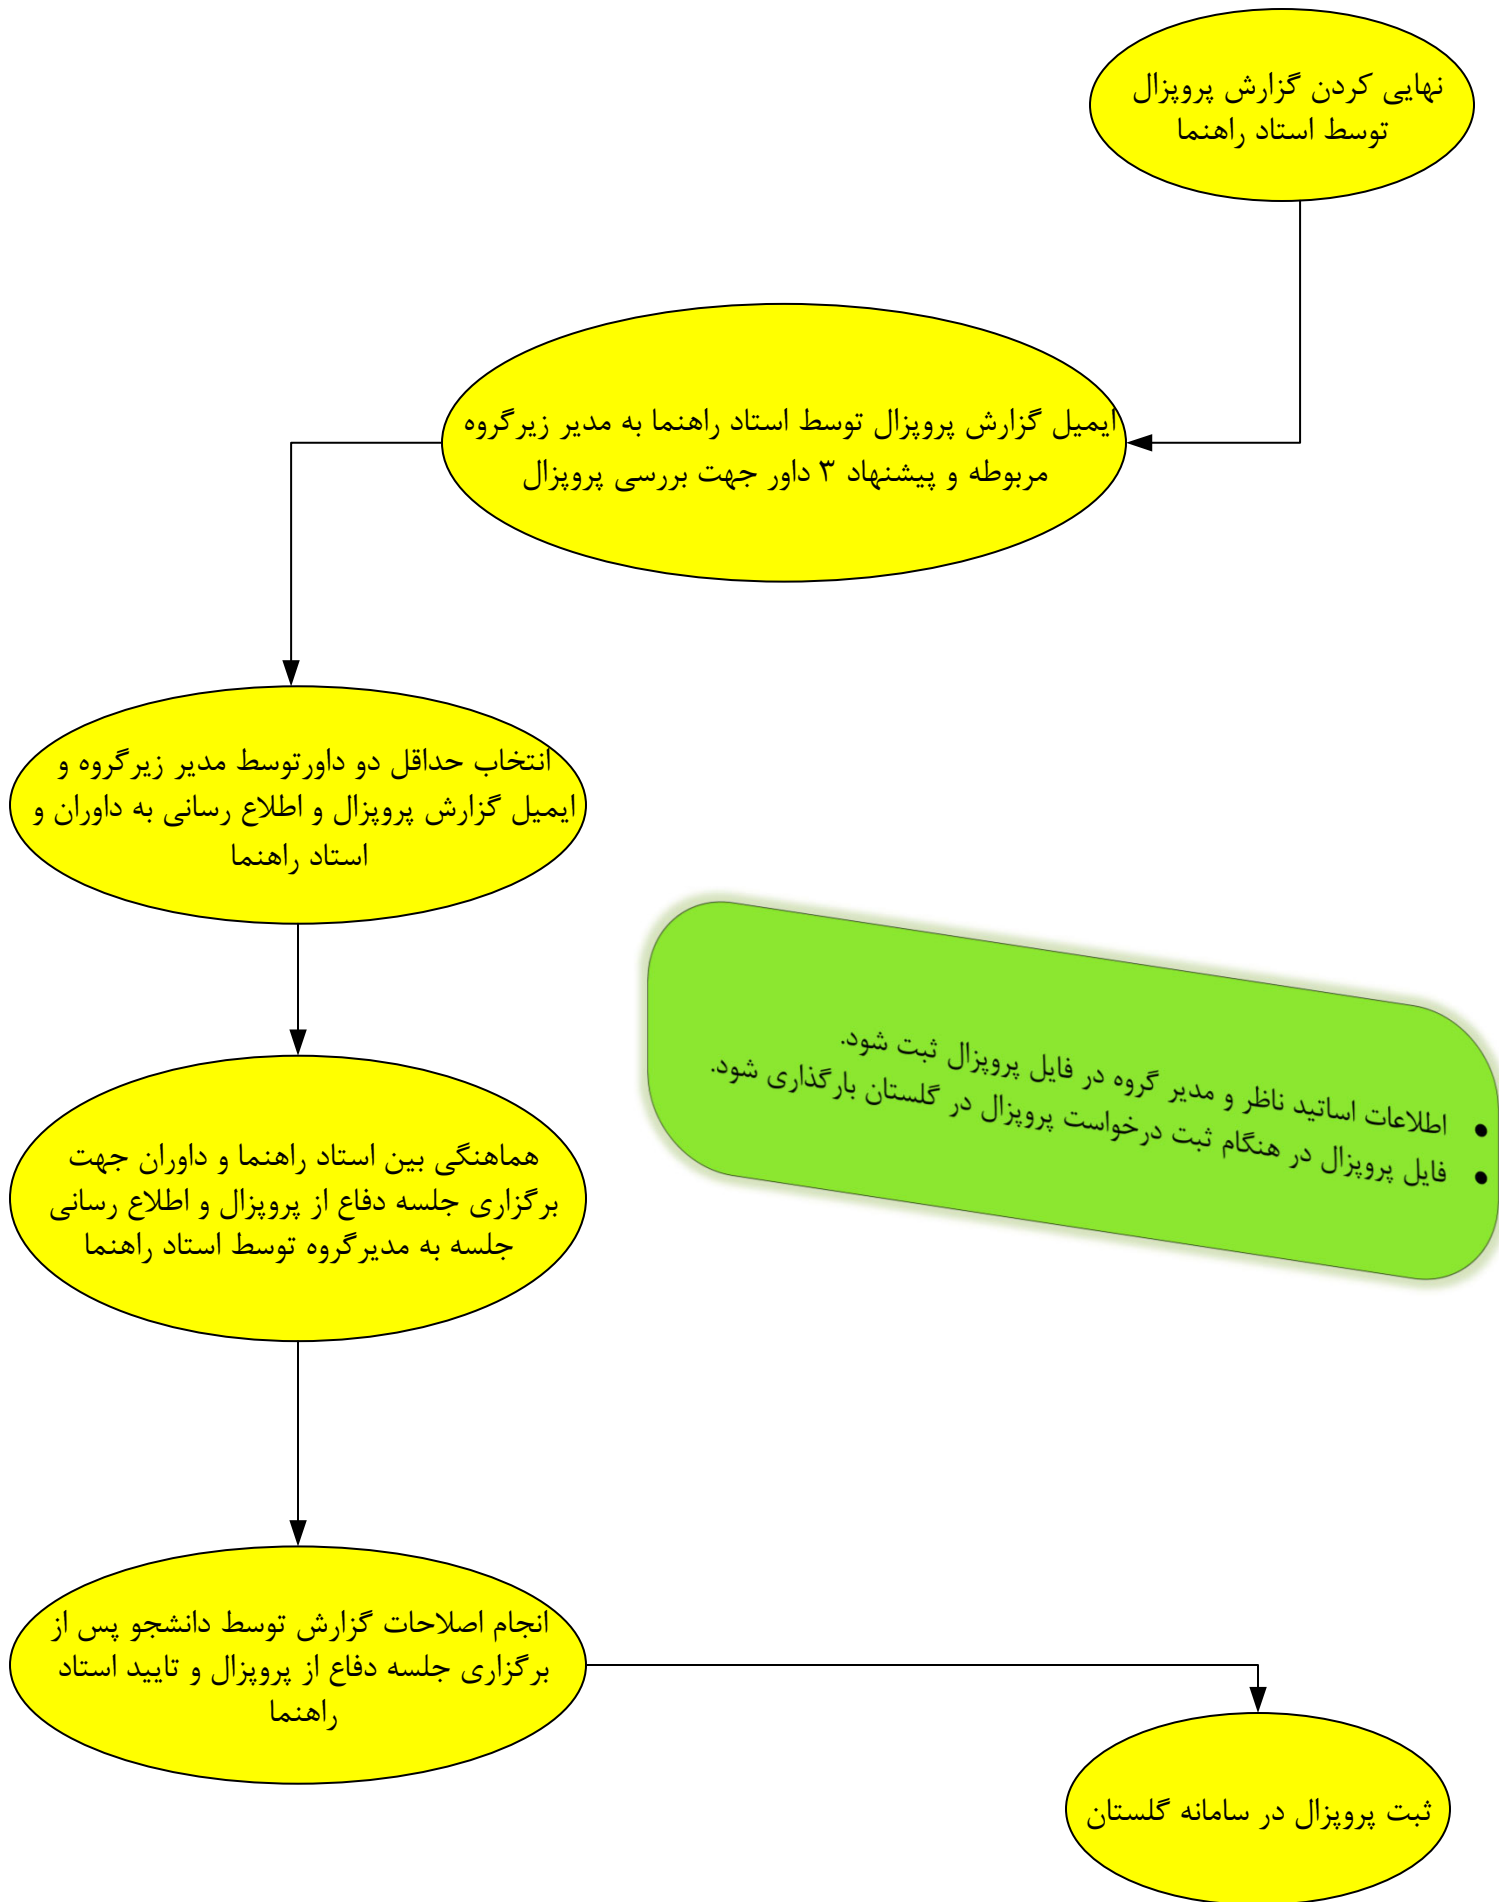 نهایی کردن گزارش پروپزال
توسط استاد راهنما
ایمیل گزارش پروپزال توسط استاد راهنما به مدیر زیرگروه
مربوطه و پیشنهاد ۳ داور جهت بررسی پروپزال
انتخاب حداقل دو داورتوسط مدیر زیرگروه و
ایمیل گزارش پروپزال و اطلاع رسانی به داوران و
استاد راهنما
• اطلاعات اساتید ناظر و مدیر گروه در فایل پروپزال ثبت شود.
• فایل پروپزال در هنگام ثبت درخواست پروپزال در گلستان بارگذاری شود.
هماهنگی بین استاد راهنما و داوران جهت
برگزاری جلسه دفاع از پروپزال و اطلاع رسانی
جلسه به مدیرگروه توسط استاد راهنما
انجام اصلاحات گزارش توسط دانشجو پس از
برگزاری جلسه دفاع از پروپزال و تایید استاد
راهنما
ثبت پروپزال در سامانه گلستان